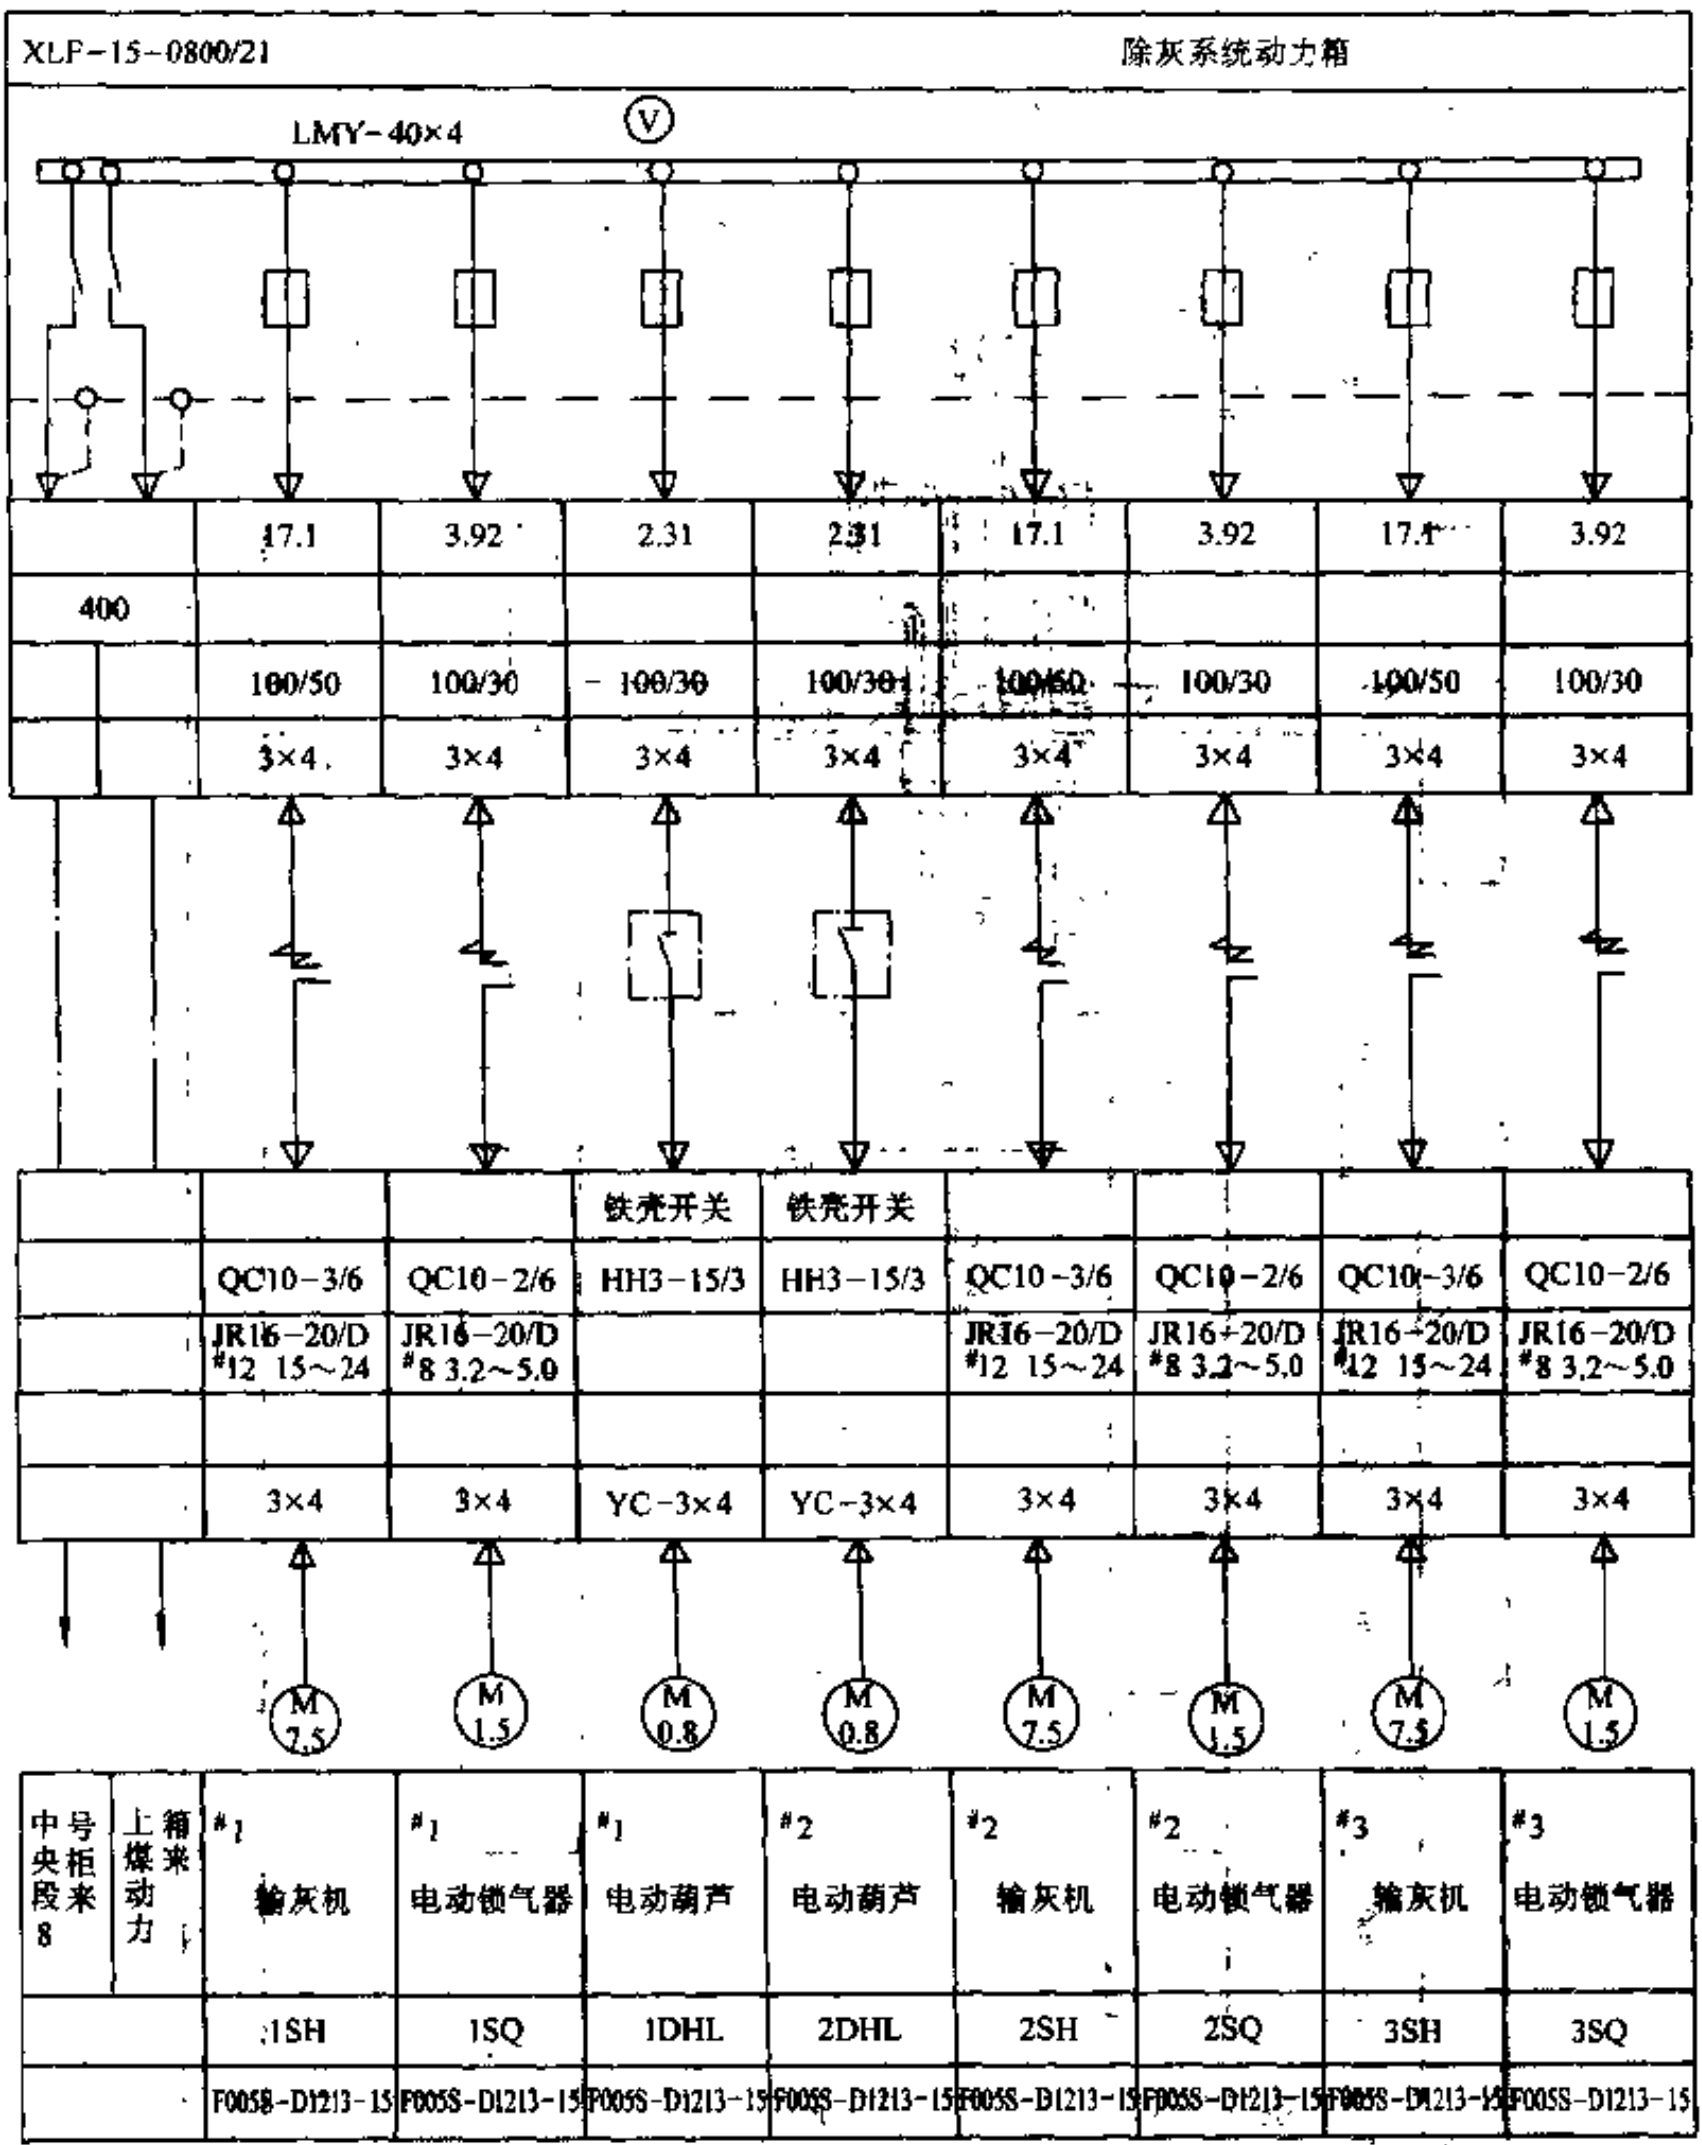 XLF-15-0800/21 除灰系统动力箱
LMY-40×4 V
17.1 3.92 2.31 2.31 17.1 3.92 17.1 3.92
400
100/50 100/30 100/30 100/30 100/50 100/30 100/50 100/30
3×4 3×4 3×4 3×4 3×4 3×4 3×4 3×4
铁壳开关 铁壳开关
QC10-3/6 QC10-2/6 HH3-15/3 HH3-15/3 QC10-3/6 QC10-2/6 QC10-3/6 QC10-2/6
JR16-20/D JR16-20/D JR16-20/D JR16-20/D JR16-20/D JR16-20/D
#12 15~24 #8 3.2~5.0 #12 15~24 #8 3.2~5.0 #12 15~24 #8 3.2~5.0
3×4 3×4 YC-3×4 YC-3×4 3×4 3×4 3×4 3×4
M M M M M M M M
7.5 1.5 0.8 0.8 7.5 1.5 7.5 1.5
中央段8
号柜来
上煤动力
箱来
#1 #1 #1 #2 #2 #2 #3 #3
输灰机 电动锁气器 电动葫芦 电动葫芦 输灰机 电动锁气器 输灰机 电动锁气器
1SH 1SQ 1DHL 2DHL 2SH 2SQ 3SH 3SQ
F005S-D1213-15 F005S-D1213-15 F005S-D1213-15 F005S-D1213-15 F005S-D1213-15 F005S-D1213-15 F005S-D1213-15 F005S-D1213-15